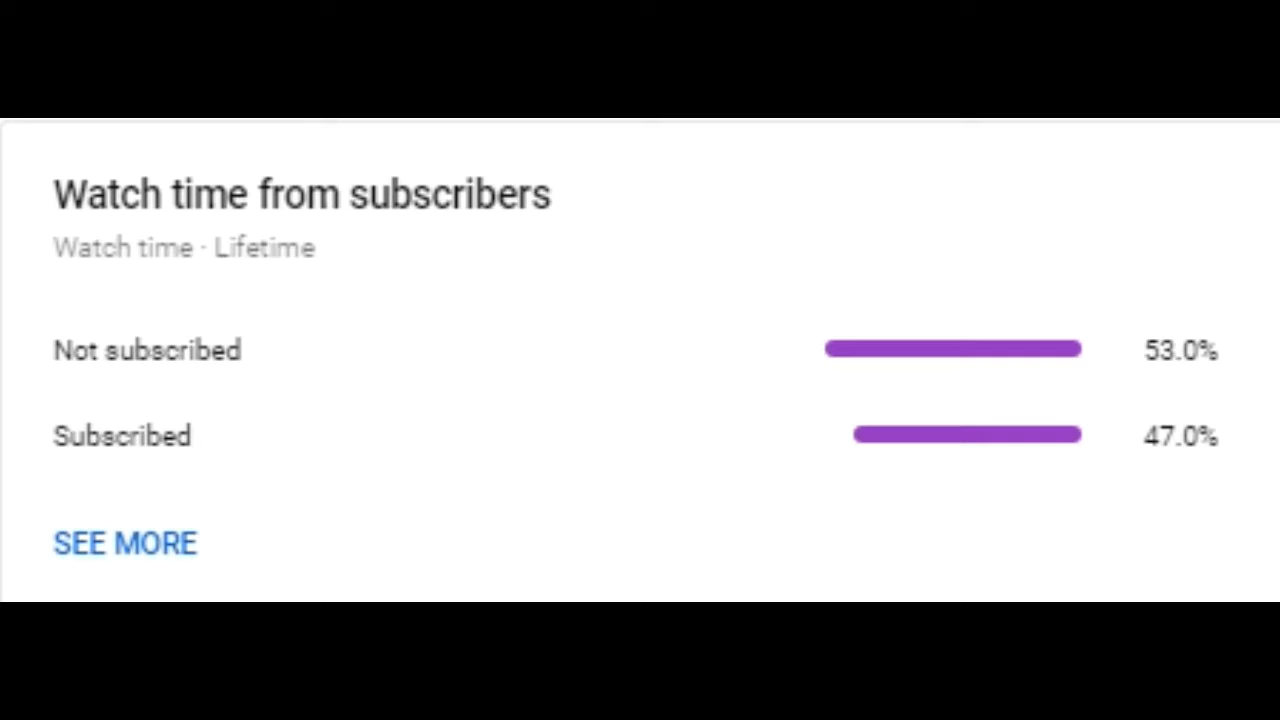 Watch time from subscribers
Watch time · Lifetime
Not subscribed 53.0%
Subscribed 47.0%
SEE MORE